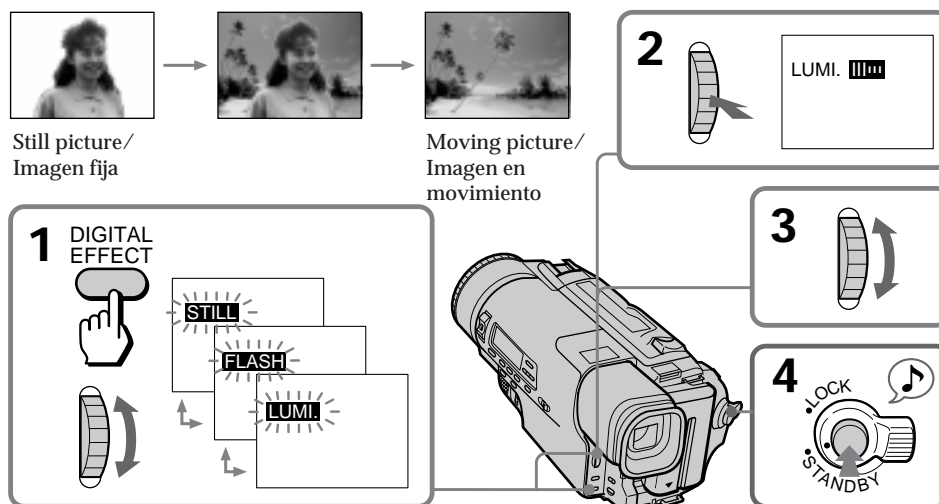 Still picture/
Imagen fija
Moving picture/
Imagen en
movimiento
1 DIGITAL
EFFECT
STILL
FLASH
LUMI.
2
LUMI.
3
4
•LOCK
•STANDBY